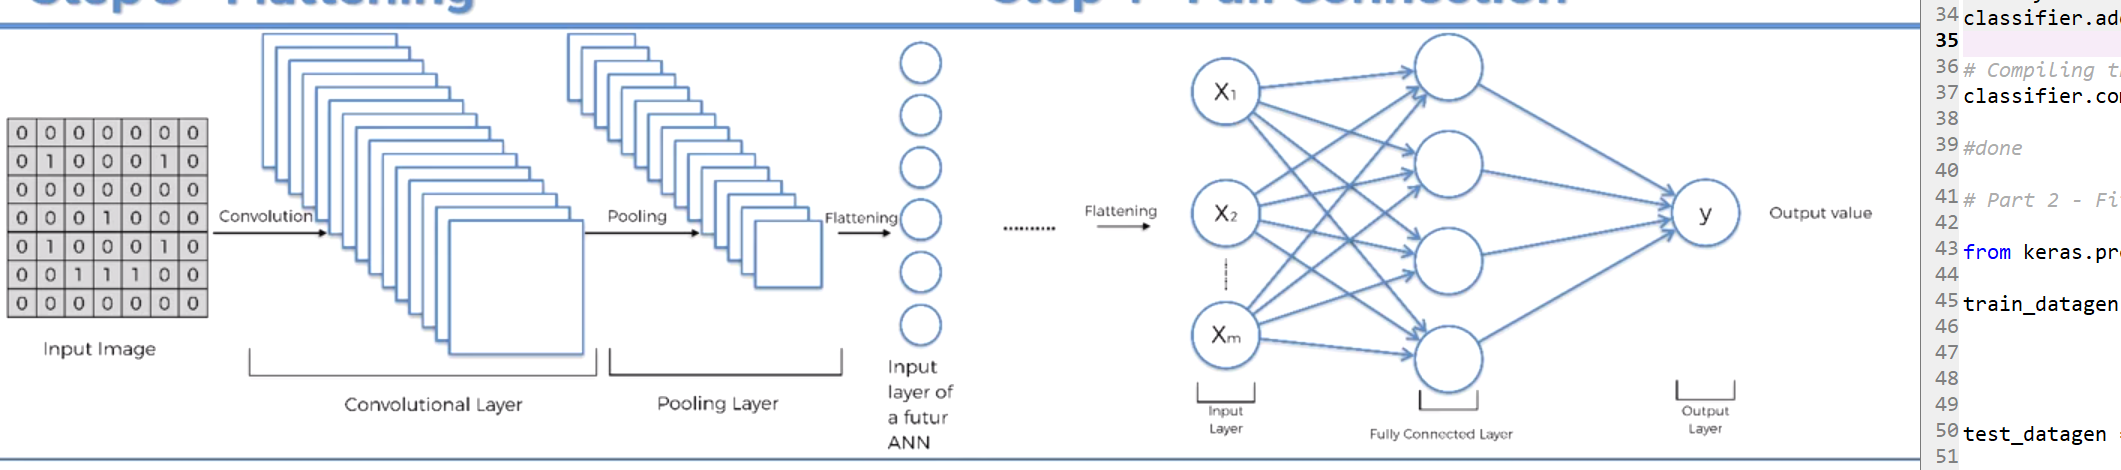 Step 3 - Flattening
Step 4 - Full Connection
0 0 0 0 0 0 0
0 1 0 0 0 1 0
0 0 0 0 0 0 0
0 0 0 1 0 0 0
0 1 0 0 0 1 0
0 0 1 1 1 0 0
0 0 0 0 0 0 0
Input Image
Convolution
Convolutional Layer
Pooling
Pooling Layer
Flattening
Input
layer of
a futur
ANN
..........
Flattening
X1
X2
Xm
Input
Layer
Fully Connected Layer
y
Output
Layer
Output value
34 classifier.ad
35
36 # Compiling t
37 classifier.co
38
39 #done
40
41 # Part 2 - Fi
42
43 from keras.pr
44
45 train_datagen
46
47
48
49
50 test_datagen
51